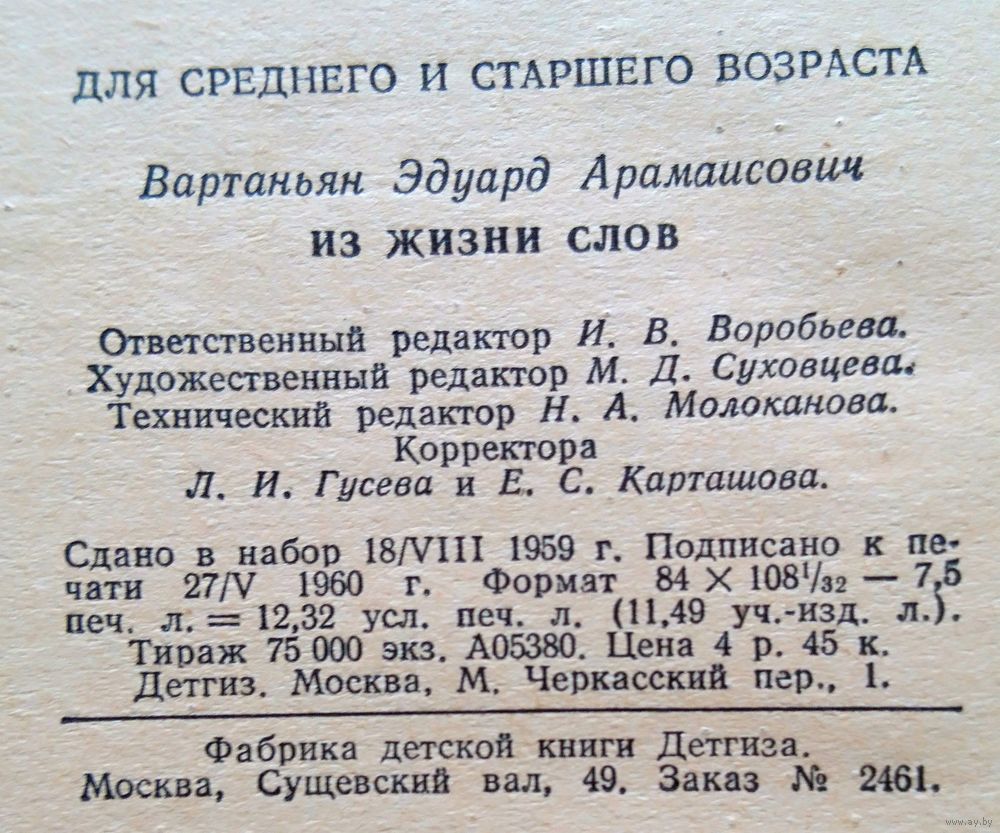 ДЛЯ СРЕДНЕГО И СТАРШЕГО ВОЗРАСТА
Вартаньян Эдуард Арамаисович
ИЗ ЖИЗНИ СЛОВ
Ответственный редактор И. В. Воробьева.
Художественный редактор М. Д. Суховцева.
Технический редактор Н. А. Молоканова.
Корректора
Л. И. Гусева и Е. С. Карташова.
Сдано в набор 18/VIII 1959 г. Подписано к пе-
чати 27/V 1960 г. Формат 84 × 108¹/₃₂ — 7,5
печ. л. = 12,32 усл. печ. л. (11,49 уч.-изд. л.).
Тираж 75 000 экз. А05380. Цена 4 р. 45 к.
Детгиз. Москва, М. Черкасский пер., 1.
Фабрика детской книги Детгиза.
Москва, Сущевский вал, 49. Заказ № 2461.
www.ay.by